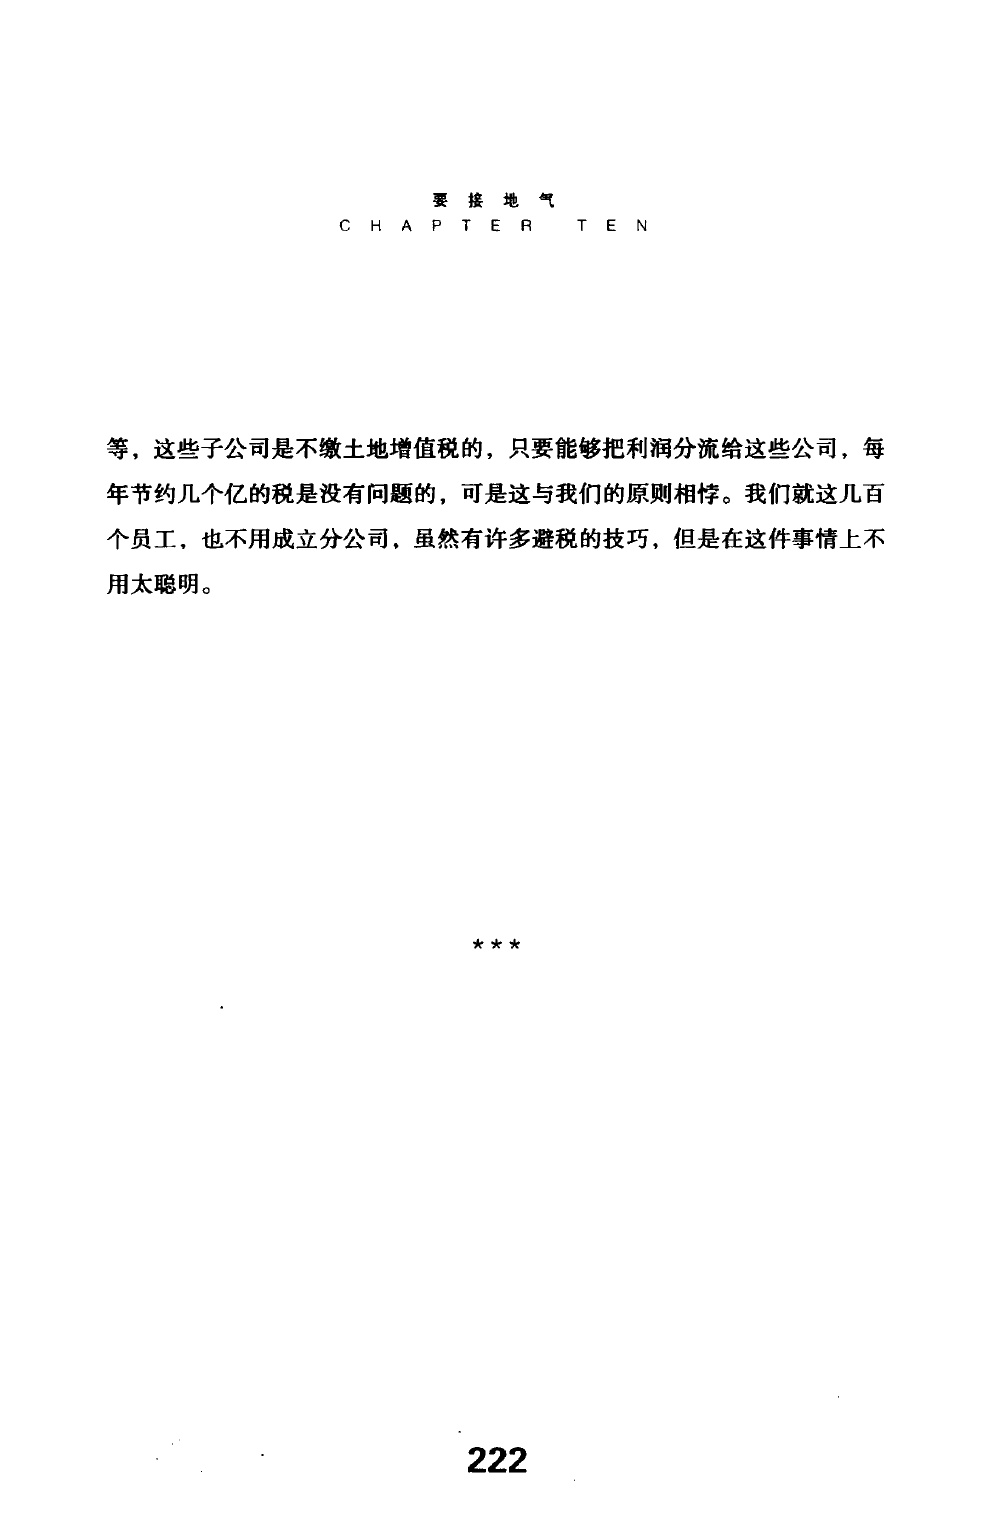 要接地气
CHAPTER TEN
等，这些子公司是不缴土地增值税的，只要能够把利润分流给这些公司，每
年节约几个亿的税是没有问题的，可是这与我们的原则相悖。我们就这几百
个员工，也不用成立分公司，虽然有许多避税的技巧，但是在这件事情上不
用太聪明。
***
222